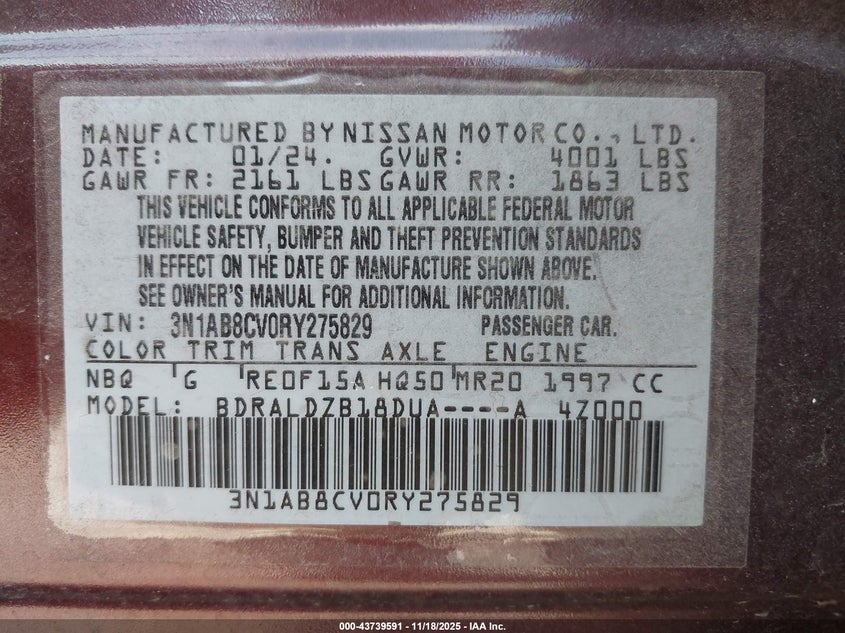 MANUFACTURED BY NISSAN MOTOR CO., LTD.
DATE: 01/24. GVWR: 4001 LBS
GAWR FR: 2161 LBS GAWR RR: 1863 LBS
THIS VEHICLE CONFORMS TO ALL APPLICABLE FEDERAL MOTOR
VEHICLE SAFETY, BUMPER AND THEFT PREVENTION STANDARDS
IN EFFECT ON THE DATE OF MANUFACTURE SHOWN ABOVE.
SEE OWNER'S MANUAL FOR ADDITIONAL INFORMATION.
VIN: 3N1AB8CV0RY275829 PASSENGER CAR.
COLOR TRIM TRANS AXLE ENGINE
NBQ G RE0F15A HQ50 MR20 1997 CC
MODEL: BDRALDZB18DUA----A 4Z000
3N1AB8CV0RY275829
000-43739591 - 11/18/2025 - IAA Inc.